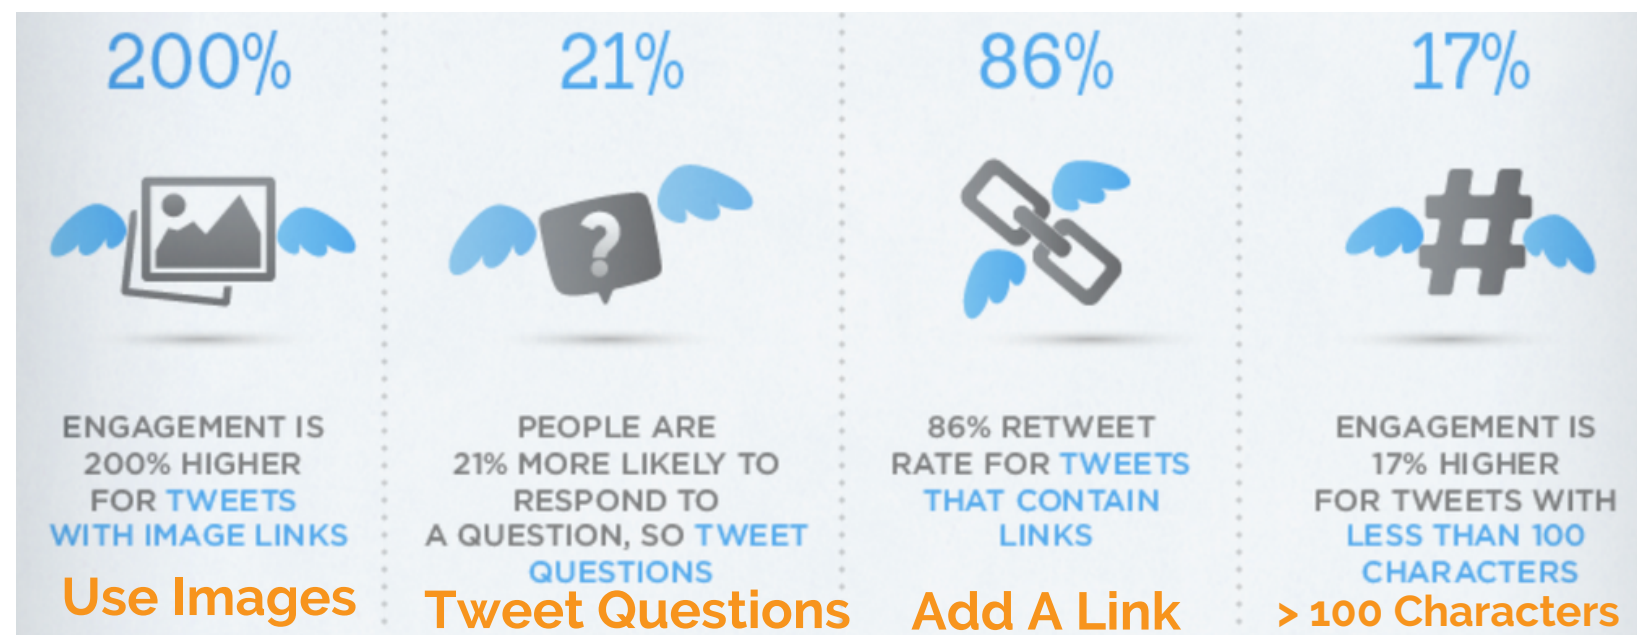 200%
ENGAGEMENT IS
200% HIGHER
FOR TWEETS
WITH IMAGE LINKS
Use Images
21%
?
PEOPLE ARE
21% MORE LIKELY TO
RESPOND TO
A QUESTION, SO TWEET
QUESTIONS
Tweet Questions
86%
86% RETWEET
RATE FOR TWEETS
THAT CONTAIN
LINKS
Add A Link
17%
#
ENGAGEMENT IS
17% HIGHER
FOR TWEETS WITH
LESS THAN 100
CHARACTERS
> 100 Characters